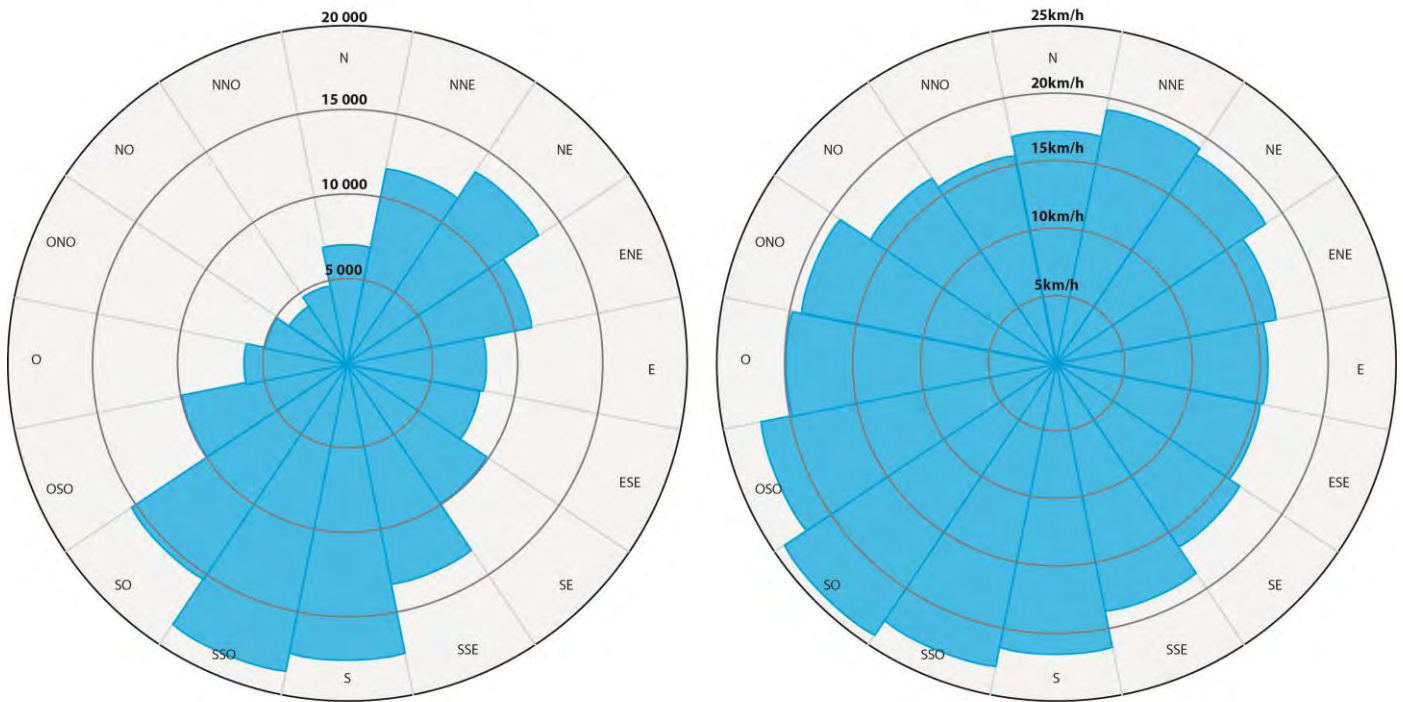 20 000
N
NNO
NNE
15 000
NO
NE
10 000
ONO
ENE
5 000
O
E
OSO
ESE
SO
SE
SSO
SSE
S
25km/h
N
NNO
NNE
20km/h
NO
NE
15km/h
ONO
ENE
10km/h
5km/h
O
E
OSO
ESE
SO
SE
SSO
SSE
S